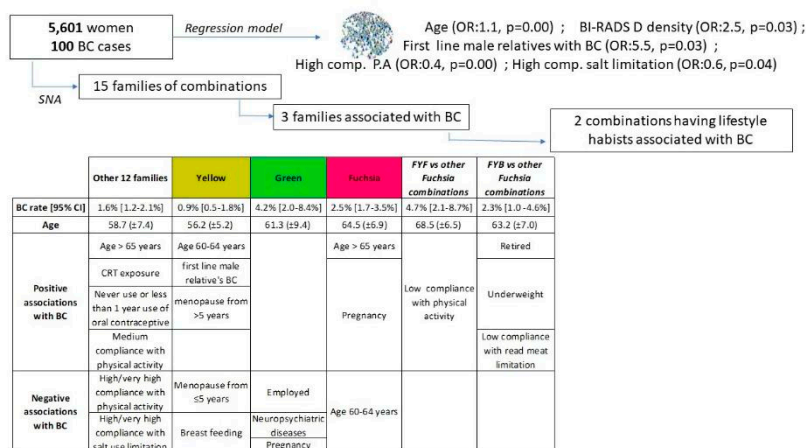 5,601 women
100 BC cases
Regression model
Age (OR:1.1, p=0.00) ; BI-RADS D density (OR:2.5, p=0.03) ;
First line male relatives with BC (OR:5.5, p=0.03) ;
High comp. P.A (OR:0.4, p=0.00) ; High comp. salt limitation (OR:0.6, p=0.04)
SNA
15 families of combinations
3 families associated with BC
2 combinations having lifestyle
habists associated with BC
Other 12 families
Yellow
Green
Fuchsia
FYF vs other
Fuchsia
combinations
FYB vs other
Fuchsia
combinations
BC rate [95% CI]
1.6% [1.2-2.1%]
0.9% [0.5-1.8%]
4.2% [2.0-8.4%]
2.5% [1.7-3.5%]
4.7% [2.1-8.7%]
2.3% [1.0 -4.6%]
Age
58.7 (±7.4)
56.2 (±5.2)
61.3 (±9.4)
64.5 (±6.9)
68.5 (±6.5)
63.2 (±7.0)
Positive
associations
with BC
Age > 65 years
CRT exposure
Never use or less
than 1 year use of
oral contraceptive
Medium
compliance with
physical activity
Age 60-64 years
first line male
relative's BC
menopause from
>5 years
Age > 65 years
Pregnancy
Low compliance
with physical
activity
Retired
Underweight
Low compliance
with read meat
limitation
Negative
associations
with BC
High/very high
compliance with
physical activity
High/very high
compliance with
salt use limitation
Menopause from
≤5 years
Breast feeding
Employed
Neuropsychiatric
diseases
Pregnancy
Age 60-64 years